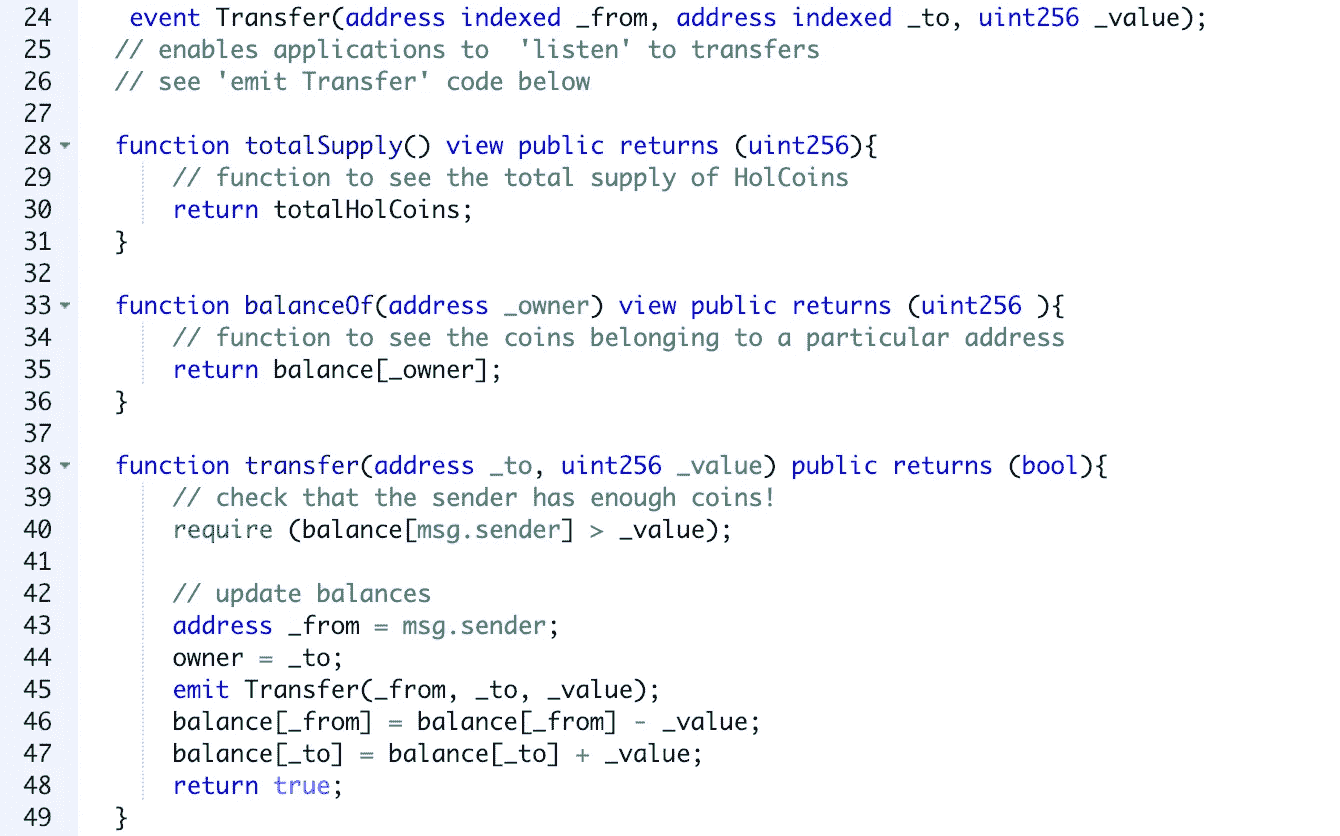 24 event Transfer(address indexed _from, address indexed _to, uint256 _value);
25 // enables applications to  'listen' to transfers
26 // see 'emit Transfer' code below
27
28 function totalSupply() view public returns (uint256){
29 // function to see the total supply of HolCoins
30 return totalHolCoins;
31 }
32
33 function balanceOf(address _owner) view public returns (uint256 ){
34 // function to see the coins belonging to a particular address
35 return balance[_owner];
36 }
37
38 function transfer(address _to, uint256 _value) public returns (bool){
39 // check that the sender has enough coins!
40 require (balance[msg.sender] > _value);
41
42 // update balances
43 address _from = msg.sender;
44 owner = _to;
45 emit Transfer(_from, _to, _value);
46 balance[_from] = balance[_from] - _value;
47 balance[_to] = balance[_to] + _value;
48 return true;
49 }